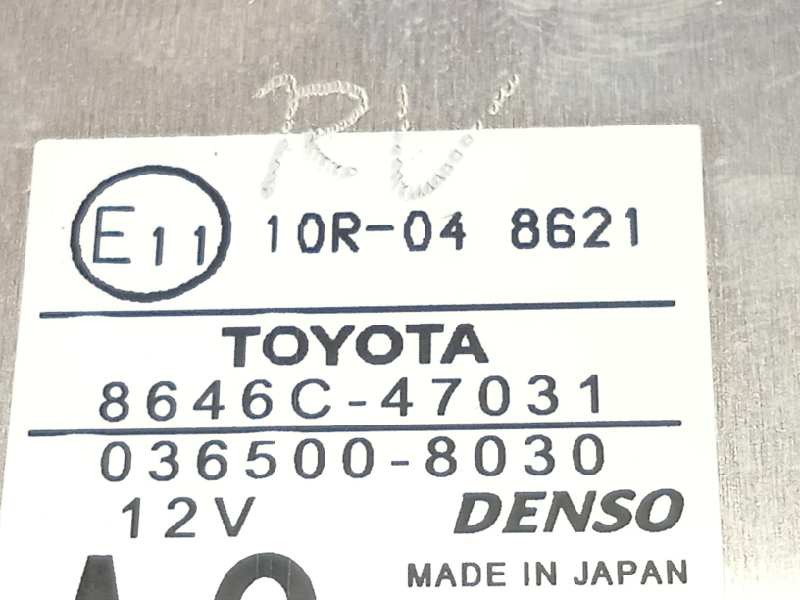 RV
E11 10R-04 8621
TOYOTA
8646C-47031
036500-8030
12V DENSO
MADE IN JAPAN